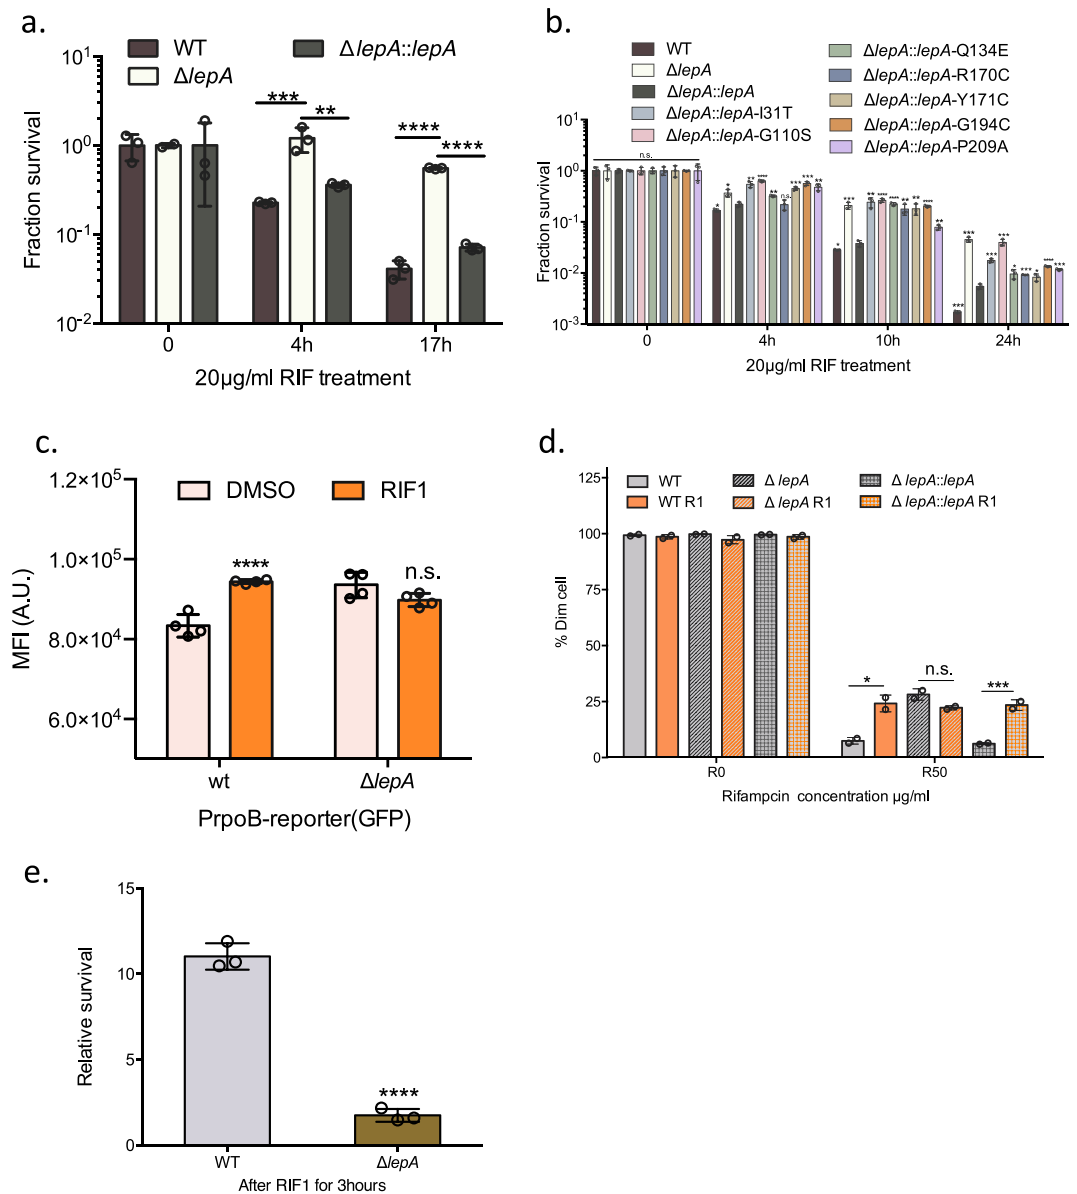 a.
WT
ΔlepA
ΔlepA::lepA
Fraction survival
10¹
10⁰
10⁻¹
10⁻²
***
**
****
****
0
4h
17h
20µg/ml RIF treatment
b.
WT
ΔlepA
ΔlepA::lepA
ΔlepA::lepA-I31T
ΔlepA::lepA-G110S
ΔlepA::lepA-Q134E
ΔlepA::lepA-R170C
ΔlepA::lepA-Y171C
ΔlepA::lepA-G194C
ΔlepA::lepA-P209A
Fraction survival
10¹
10⁰
10⁻¹
10⁻²
10⁻³
n.s.
* * ** **** ** n.s. *** *** **
* *** ** **** **** ** ** **** **
*** *** *** *** * *** * **** ***
0
4h
10h
24h
20µg/ml RIF treatment
c.
DMSO
RIF1
MFI (A.U.)
1.2×10⁵
1.0×10⁵
8.0×10⁴
6.0×10⁴
****
n.s.
wt
ΔlepA
PrpoB-reporter(GFP)
d.
WT
Δ lepA
Δ lepA::lepA
WT R1
Δ lepA R1
Δ lepA::lepA R1
% Dim cell
125
100
75
50
25
0
*
n.s.
***
R0
R50
Rifampcin concentration µg/ml
e.
Relative survival
15
10
5
0
****
WT
ΔlepA
After RIF1 for 3hours